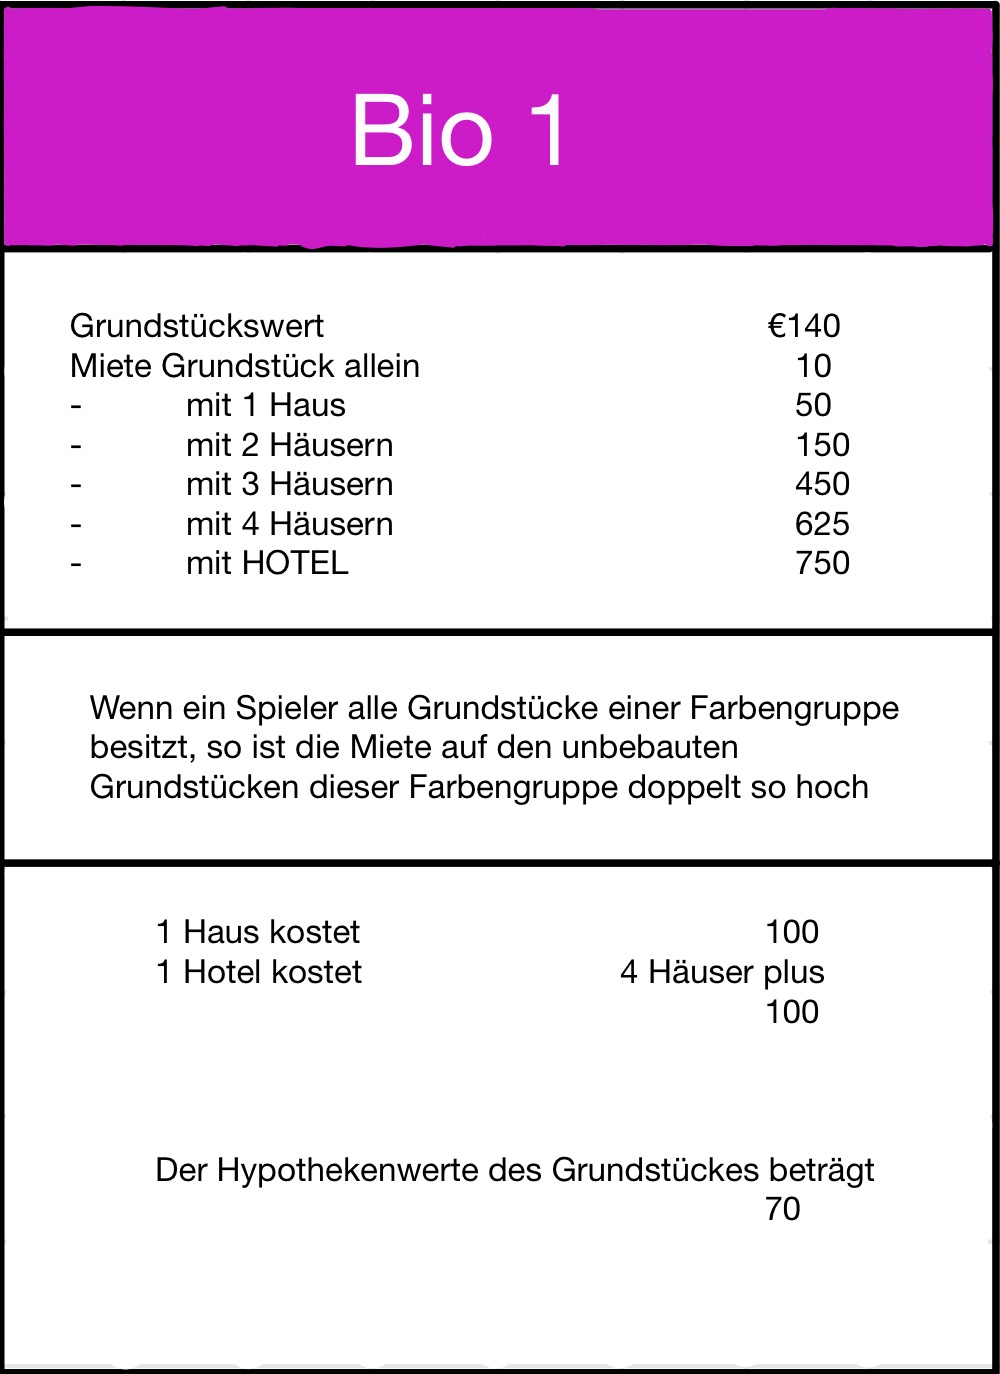 Bio 1
Grundstückswert €140
Miete Grundstück allein 10
- mit 1 Haus 50
- mit 2 Häusern 150
- mit 3 Häusern 450
- mit 4 Häusern 625
- mit HOTEL 750
Wenn ein Spieler alle Grundstücke einer Farbengruppe
besitzt, so ist die Miete auf den unbebauten
Grundstücken dieser Farbengruppe doppelt so hoch
1 Haus kostet 100
1 Hotel kostet 4 Häuser plus
100
Der Hypothekenwerte des Grundstückes beträgt
70